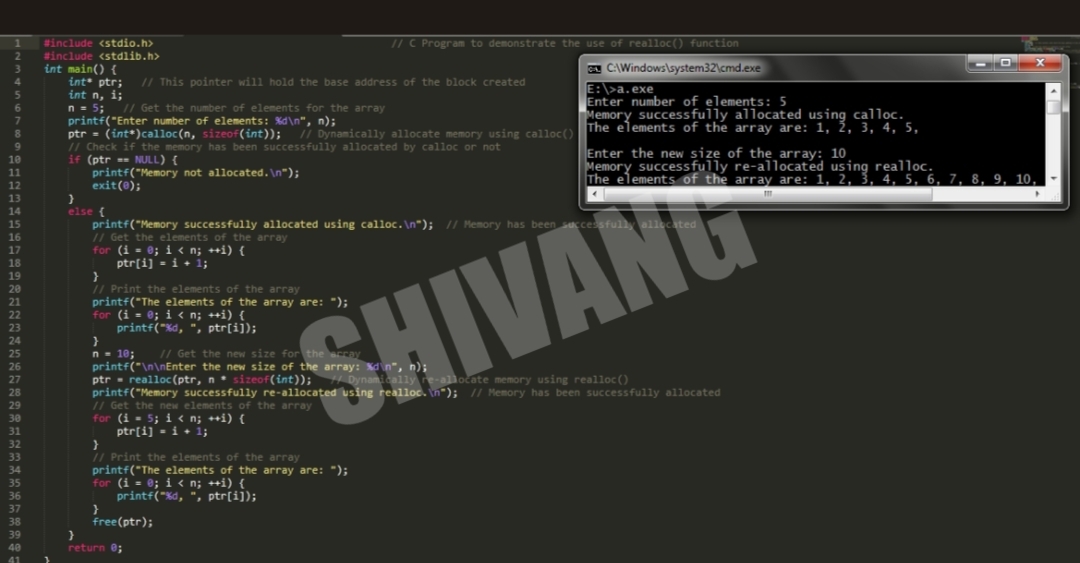 1 #include <stdio.h> // C Program to demonstrate the use of realloc() function
2 #include <stdlib.h>
3 int main() {
4 int* ptr; // This pointer will hold the base address of the block created
5 int n, i;
6 n = 5; // Get the number of elements for the array
7 printf("Enter number of elements: %d\n", n);
8 ptr = (int*)calloc(n, sizeof(int)); // Dynamically allocate memory using calloc()
9 // Check if the memory has been successfully allocated by calloc or not
10 if (ptr == NULL) {
11 printf("Memory not allocated.\n");
12 exit(0);
13 }
14 else {
15 printf("Memory successfully allocated using calloc.\n"); // Memory has been successfully allocated
16 // Get the elements of the array
17 for (i = 0; i < n; ++i) {
18 ptr[i] = i + 1;
19 }
20 // Print the elements of the array
21 printf("The elements of the array are: ");
22 for (i = 0; i < n; ++i) {
23 printf("%d, ", ptr[i]);
24 }
25 n = 10; // Get the new size for the array
26 printf("\n\nEnter the new size of the array: %d\n", n);
27 ptr = realloc(ptr, n * sizeof(int)); // Dynamically re-allocate memory using realloc()
28 printf("Memory successfully re-allocated using realloc.\n"); // Memory has been successfully allocated
29 // Get the new elements of the array
30 for (i = 5; i < n; ++i) {
31 ptr[i] = i + 1;
32 }
33 // Print the elements of the array
34 printf("The elements of the array are: ");
35 for (i = 0; i < n; ++i) {
36 printf("%d, ", ptr[i]);
37 }
38 free(ptr);
39 }
40 return 0;
41 }
C:\Windows\system32\cmd.exe
E:\>a.exe
Enter number of elements: 5
Memory successfully allocated using calloc.
The elements of the array are: 1, 2, 3, 4, 5,
Enter the new size of the array: 10
Memory successfully re-allocated using realloc.
The elements of the array are: 1, 2, 3, 4, 5, 6, 7, 8, 9, 10,
SHIVANG